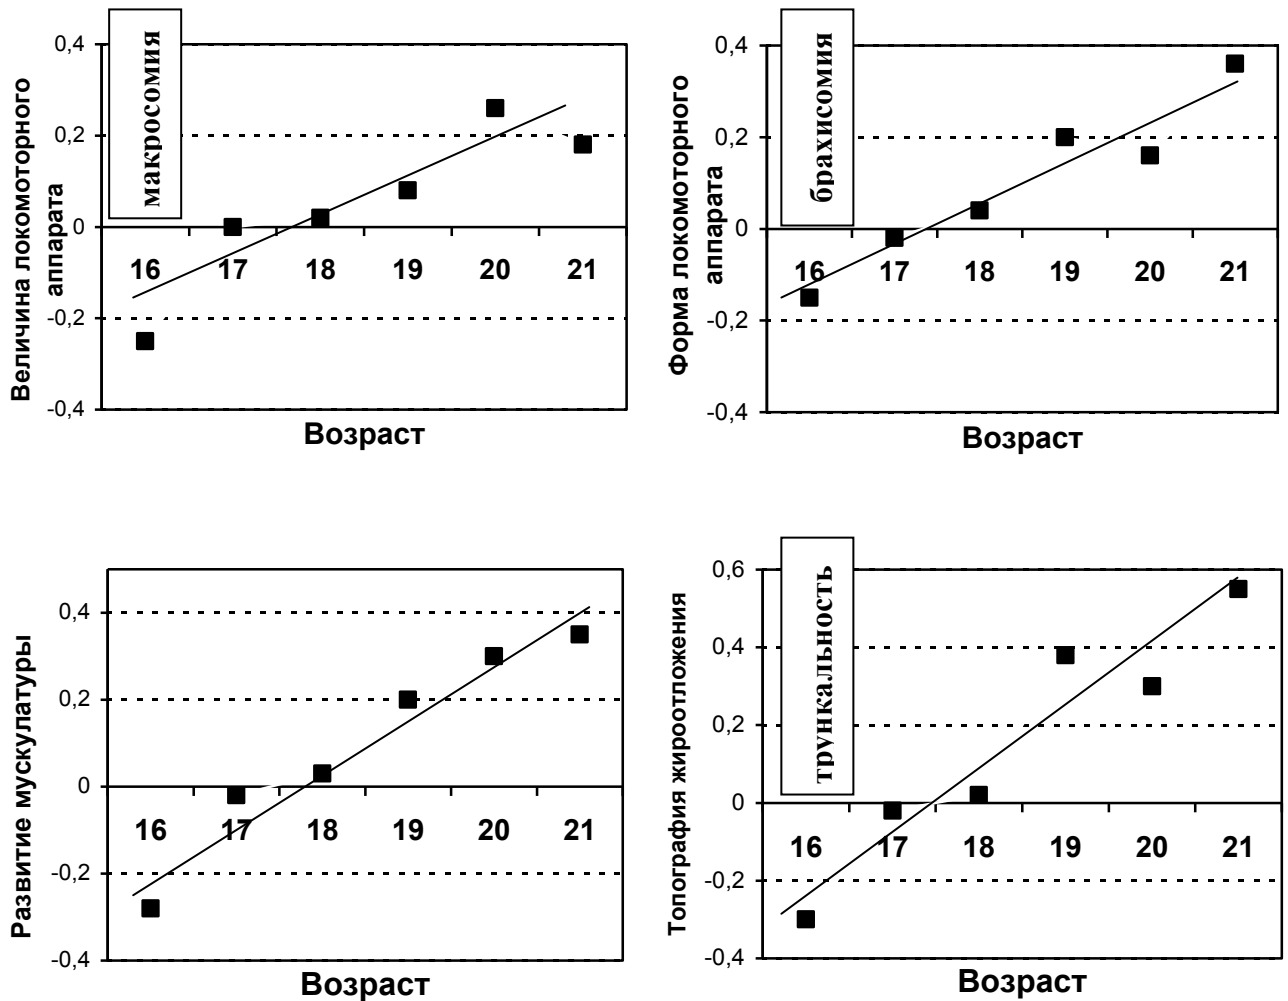 макросомия
Величина локомоторного
аппарата
0,4
0,2
0
-0,2
-0,4
16 17 18 19 20 21
Возраст
брахисомия
Форма локомоторного
аппарата
0,4
0,2
0
-0,2
-0,4
16 17 18 19 20 21
Возраст
Развитие мускулатуры
0,4
0,2
0
-0,2
-0,4
16 17 18 19 20 21
Возраст
трункальность
Топография жироотложения
0,6
0,4
0,2
0
-0,2
-0,4
16 17 18 19 20 21
Возраст